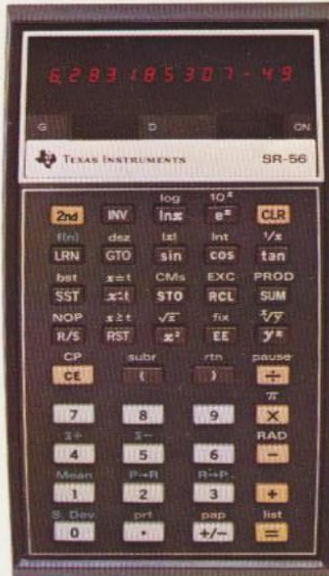 6.283185307-49
G D ON
TEXAS INSTRUMENTS SR-56
log 10ˣ
2nd INV lnx eˣ CLR
f(n) dsz |x| Int 1/x
LRN GTO sin cos tan
bst x=t CMs EXC PROD
SST x⇄t STO RCL SUM
NOP x≥t √x fix ˣ√y
R/S RST x² EE yˣ
CP subr rtn pause
CE ( ) ÷
π
7 8 9 ×
Σ+ Σ− RAD
4 5 6 −
Mean P→R R→P
1 2 3 +
S. Dev. prt pap list
0 . +/− =